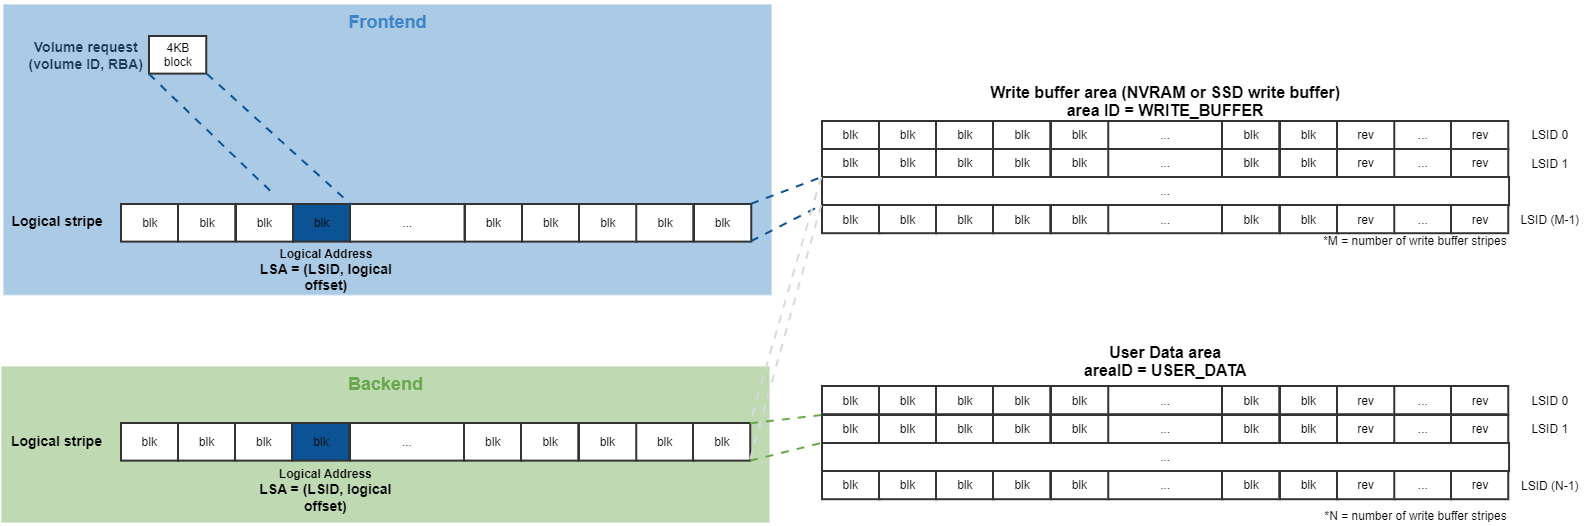 Frontend
Volume request
(volume ID, RBA)
4KB
block
Logical stripe
blk blk blk blk ... blk blk blk blk blk
Logical Address
LSA = (LSID, logical
offset)
Write buffer area (NVRAM or SSD write buffer)
area ID = WRITE_BUFFER
blk blk blk blk blk ... blk blk rev ... rev LSID 0
blk blk blk blk blk ... blk blk rev ... rev LSID 1
...
blk blk blk blk blk ... blk blk rev ... rev LSID (M-1)
*M = number of write buffer stripes
Backend
Logical stripe
blk blk blk blk ... blk blk blk blk blk
Logical Address
LSA = (LSID, logical
offset)
User Data area
areaID = USER_DATA
blk blk blk blk blk ... blk blk rev ... rev LSID 0
blk blk blk blk blk ... blk blk rev ... rev LSID 1
...
blk blk blk blk blk ... blk blk rev ... rev LSID (N-1)
*N = number of write buffer stripes